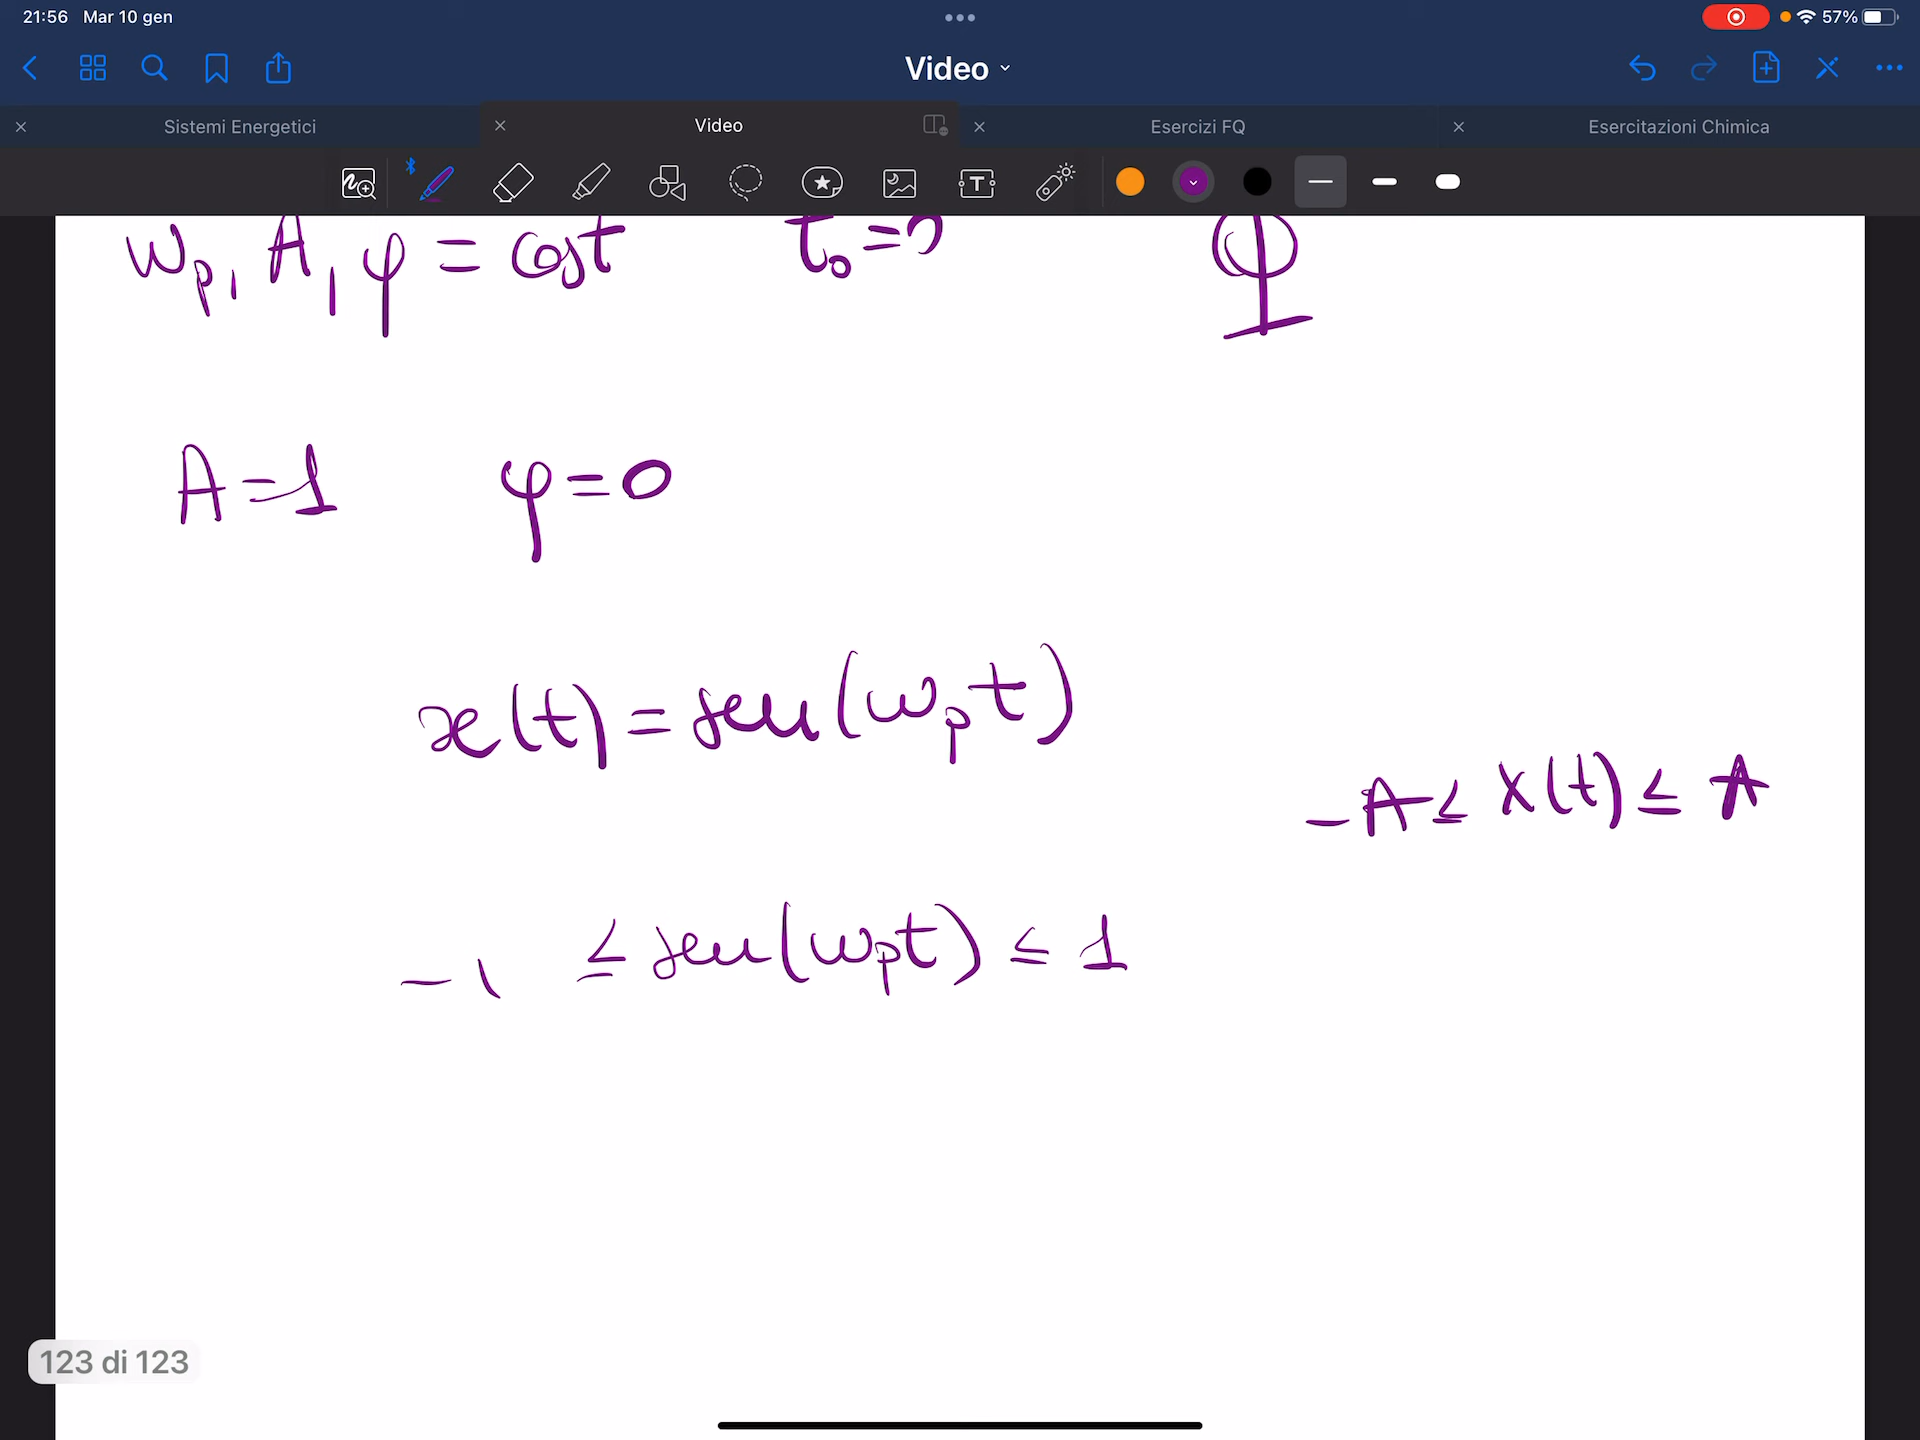 21:56 Mar 10 gen 57%
Video
Sistemi Energetici Video Esercizi FQ Esercitazioni Chimica
ωp, A, φ = cost t₀ = Φ
A=1 φ=0
x(t) = sen(ωpt)
-A ≤ x(t) ≤ A
-1 ≤ sen(ωpt) ≤ 1
123 di 123